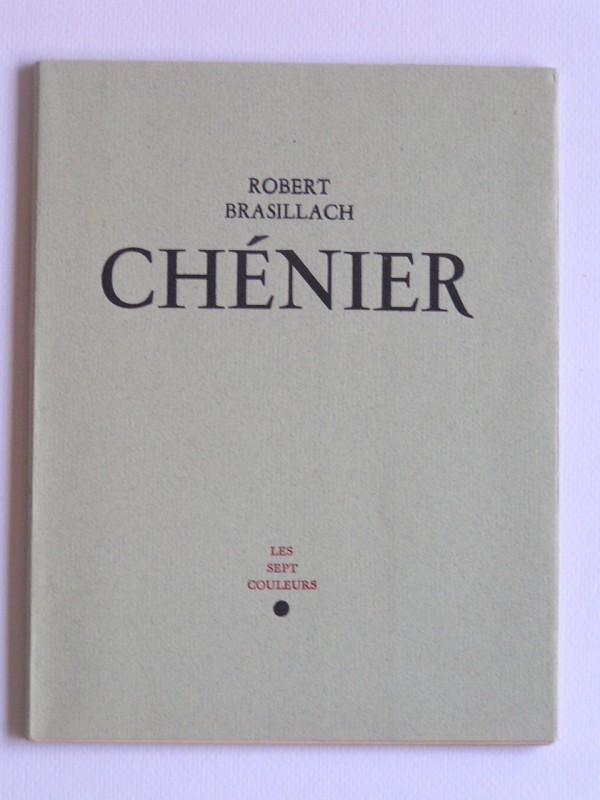 ROBERT
BRASILLACH
CHÉNIER
LES
SEPT
COULEURS